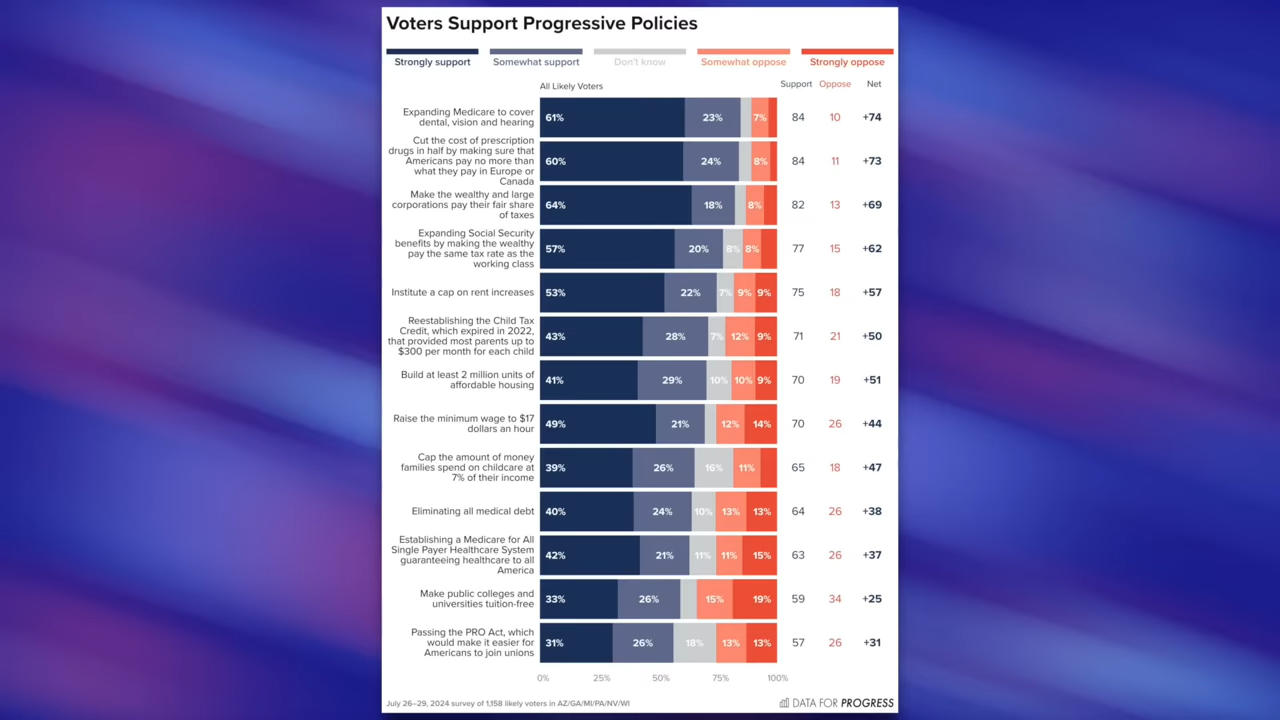 Voters Support Progressive Policies
Strongly support Somewhat support Don't know Somewhat oppose Strongly oppose
All Likely Voters Support Oppose Net
Expanding Medicare to cover
dental, vision and hearing
61% 23% 7% 84 10 +74
Cut the cost of prescription
drugs in half by making sure that
Americans pay no more than
what they pay in Europe or
Canada
60% 24% 8% 84 11 +73
Make the wealthy and large
corporations pay their fair share
of taxes
64% 18% 8% 82 13 +69
Expanding Social Security
benefits by making the wealthy
pay the same tax rate as the
working class
57% 20% 8% 8% 77 15 +62
Institute a cap on rent increases
53% 22% 7% 9% 9% 75 18 +57
Reestablishing the Child Tax
Credit, which expired in 2022,
that provided most parents up to
$300 per month for each child
43% 28% 7% 12% 9% 71 21 +50
Build at least 2 million units of
affordable housing
41% 29% 10% 10% 9% 70 19 +51
Raise the minimum wage to $17
dollars an hour
49% 21% 12% 14% 70 26 +44
Cap the amount of money
families spend on childcare at
7% of their income
39% 26% 16% 11% 65 18 +47
Eliminating all medical debt
40% 24% 10% 13% 13% 64 26 +38
Establishing a Medicare for All
Single Payer Healthcare System
guaranteeing healthcare to all
America
42% 21% 11% 11% 15% 63 26 +37
Make public colleges and
universities tuition-free
33% 26% 15% 19% 59 34 +25
Passing the PRO Act, which
would make it easier for
Americans to join unions
31% 26% 18% 13% 13% 57 26 +31
0% 25% 50% 75% 100%
July 26–29, 2024 survey of 1,158 likely voters in AZ/GA/MI/PA/NV/WI
DATA FOR PROGRESS